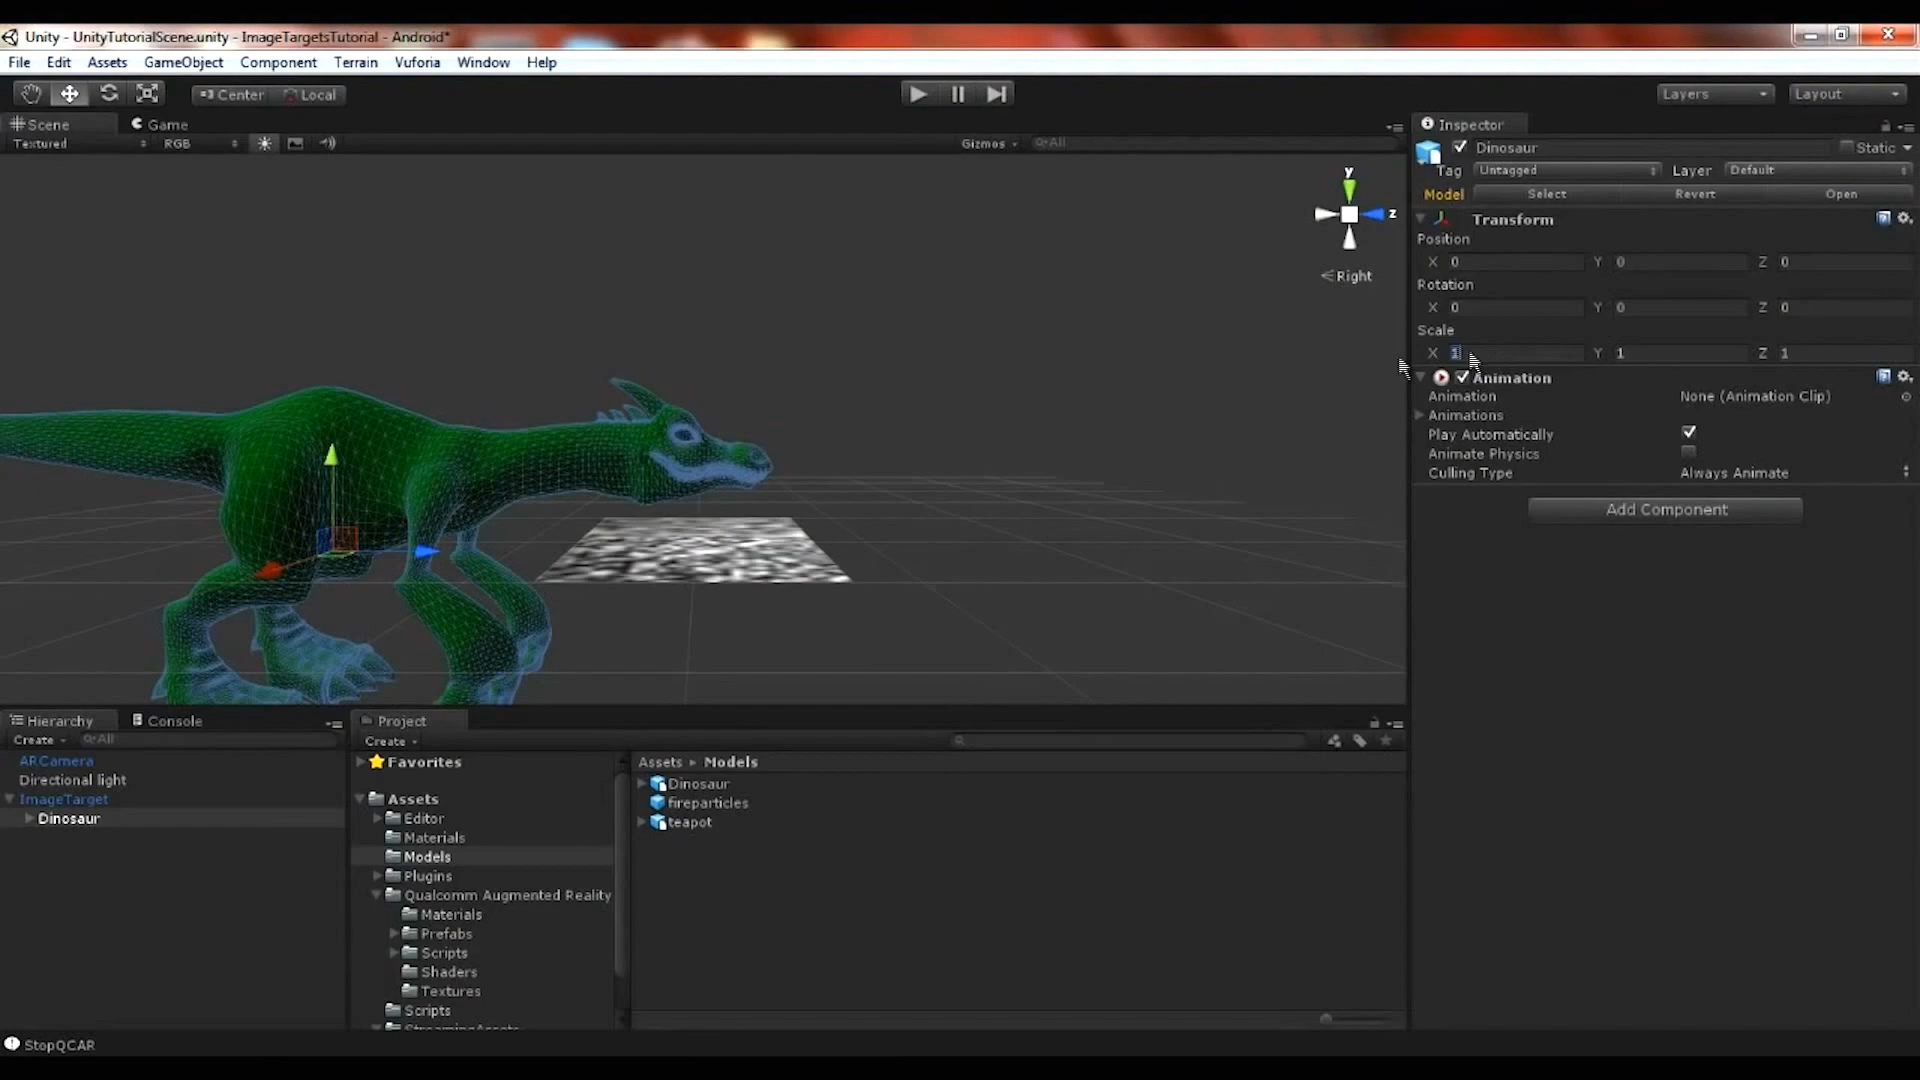 Unity - UnityTutorialScene.unity - ImageTargetsTutorial - Android*
File Edit Assets GameObject Component Terrain Vuforia Window Help
Center Local Layers Layout
Scene Game
Textured RGB Gizmos All
y
z
Right
Inspector
Dinosaur Static
Tag Untagged Layer Default
Model Select Revert Open
Transform
Position
X 0 Y 0 Z 0
Rotation
X 0 Y 0 Z 0
Scale
X 1 Y 1 Z 1
Animation
Animation None (Animation Clip)
Animations
Play Automatically
Animate Physics
Culling Type Always Animate
Add Component
Hierarchy Console
Create All
ARCamera
Directional light
ImageTarget
Dinosaur
Project
Create
Favorites
Assets
Editor
Materials
Models
Plugins
Qualcomm Augmented Reality
Materials
Prefabs
Scripts
Shaders
Textures
Scripts
StreamingAssets
Assets Models
Dinosaur
fireparticles
teapot
StopQCAR